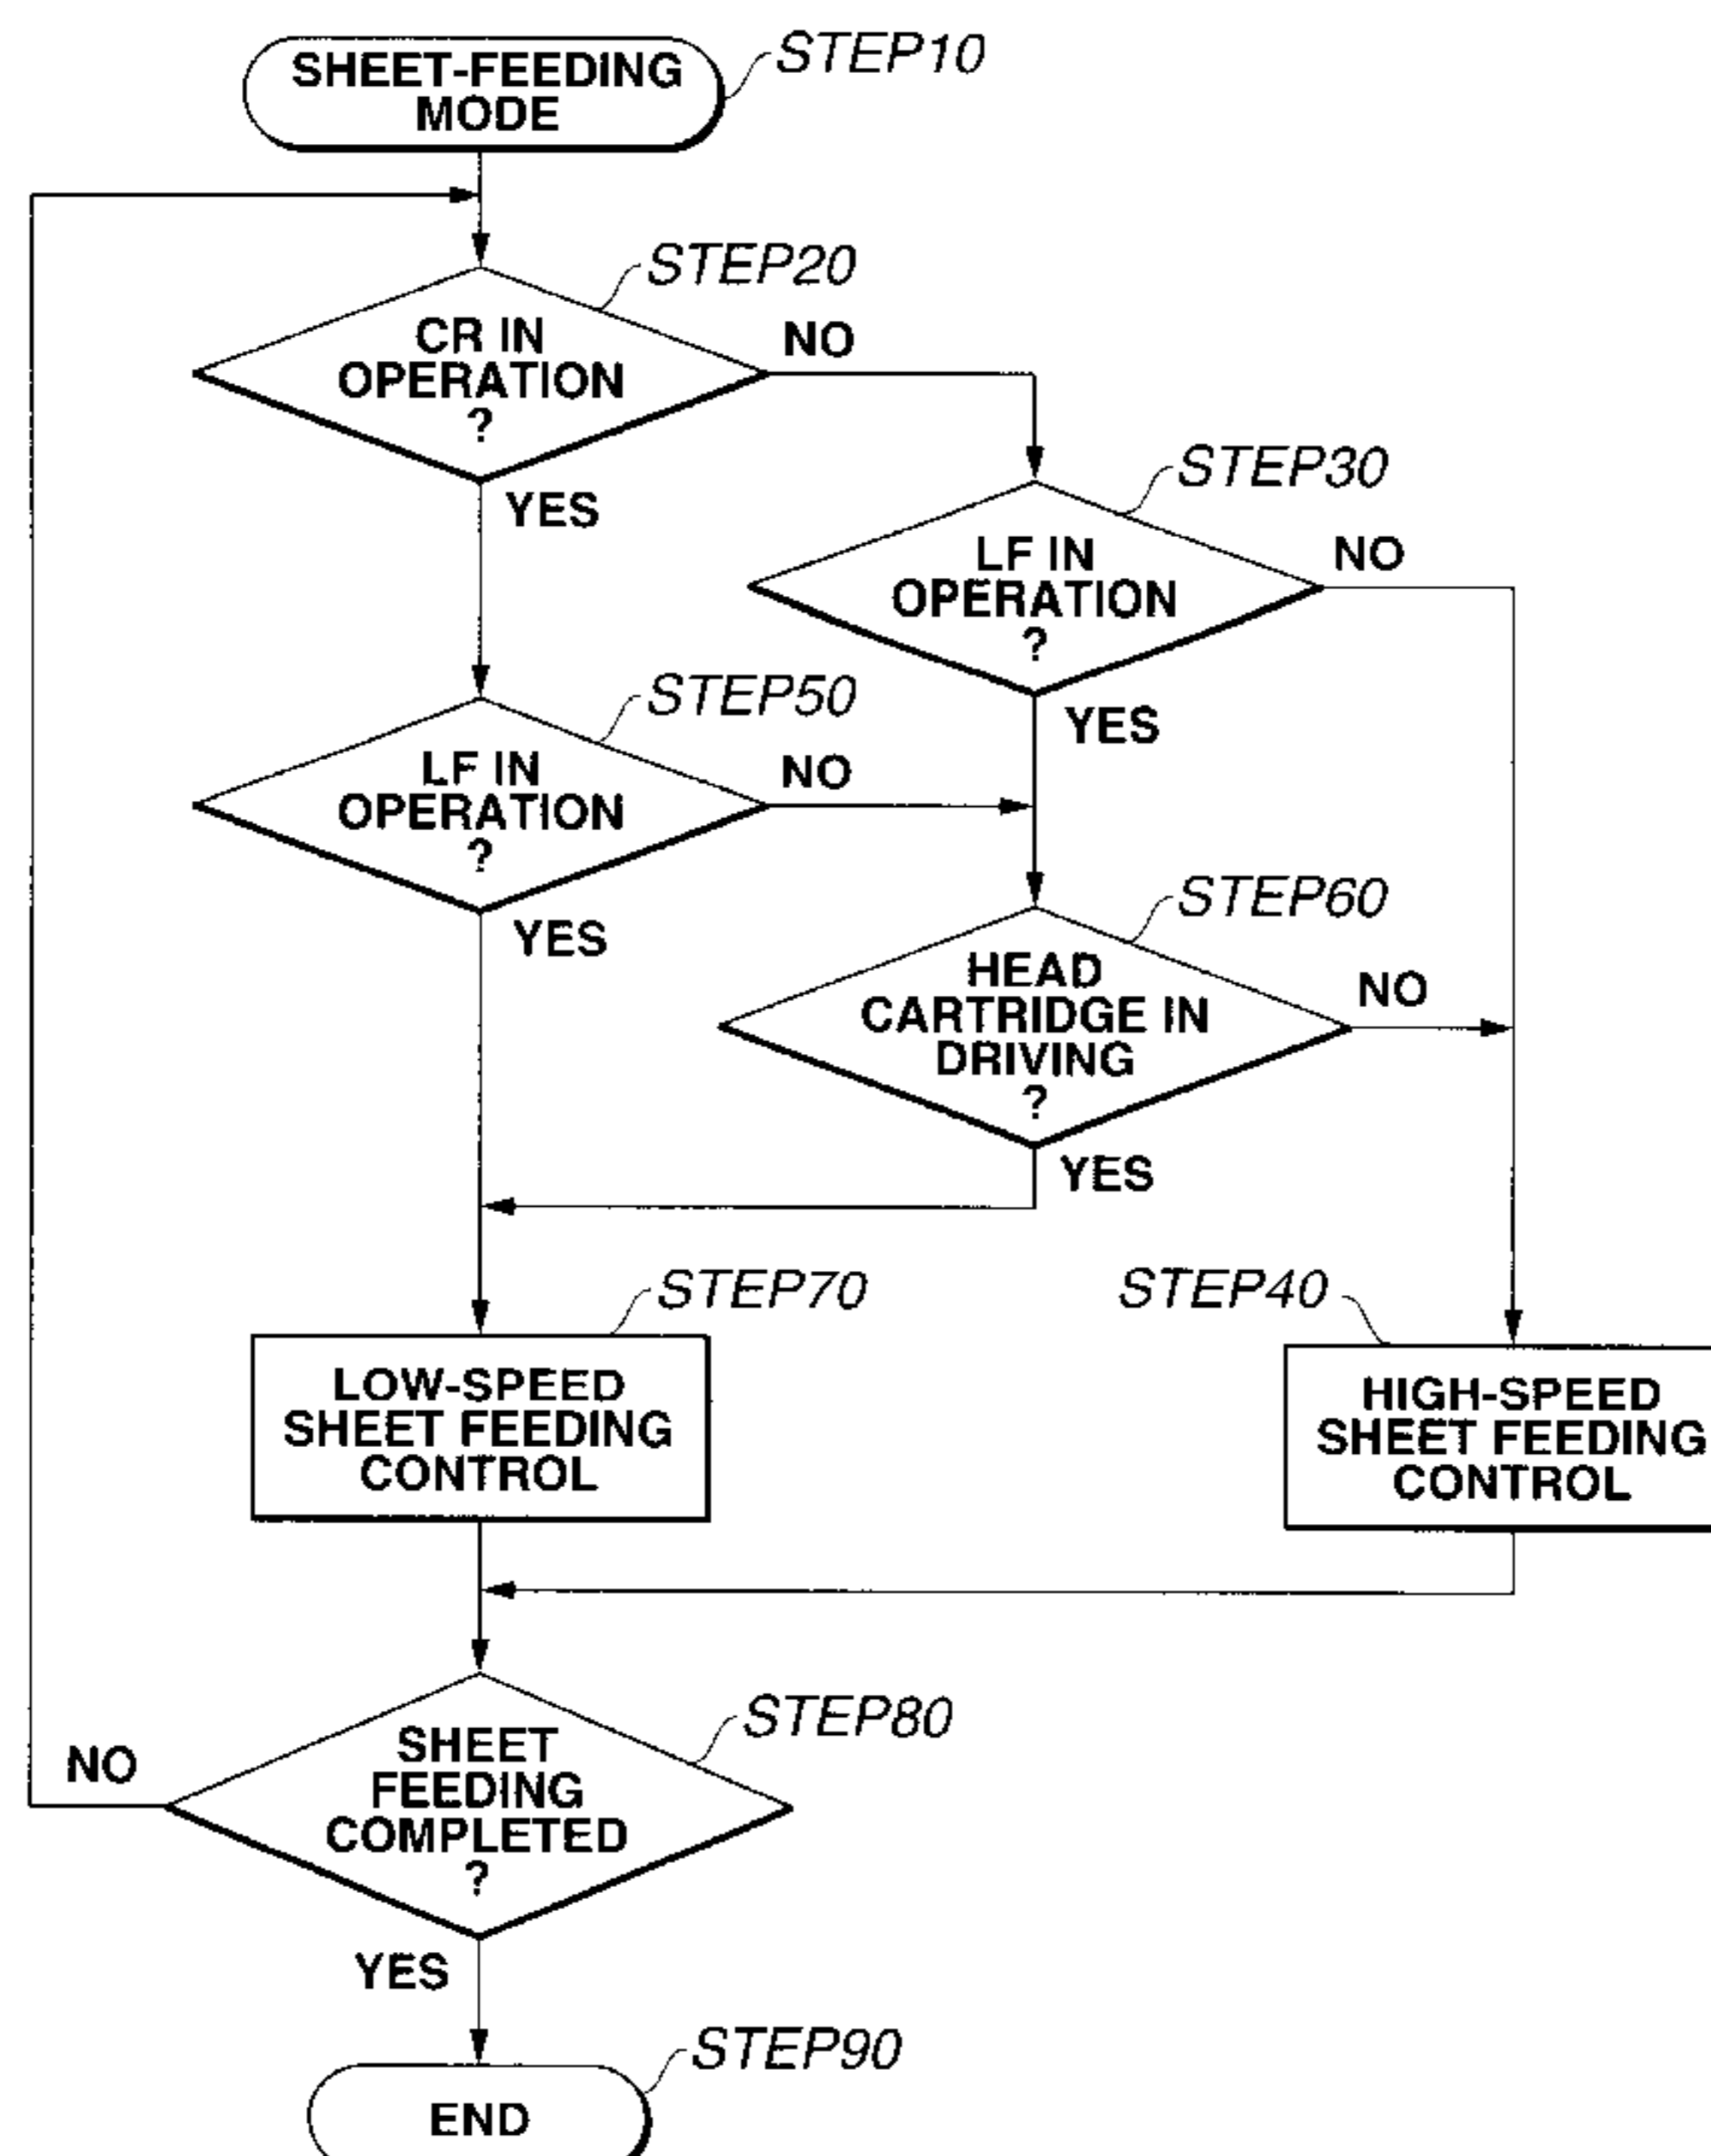 SHEET-FEEDING
MODE
STEP10
STEP20
CR IN
OPERATION
?
NO
YES
STEP30
LF IN
OPERATION
?
NO
YES
STEP50
LF IN
OPERATION
?
NO
YES
STEP60
HEAD
CARTRIDGE IN
DRIVING
?
NO
YES
STEP70
LOW-SPEED
SHEET FEEDING
CONTROL
STEP40
HIGH-SPEED
SHEET FEEDING
CONTROL
STEP80
SHEET
FEEDING
COMPLETED
?
NO
YES
STEP90
END